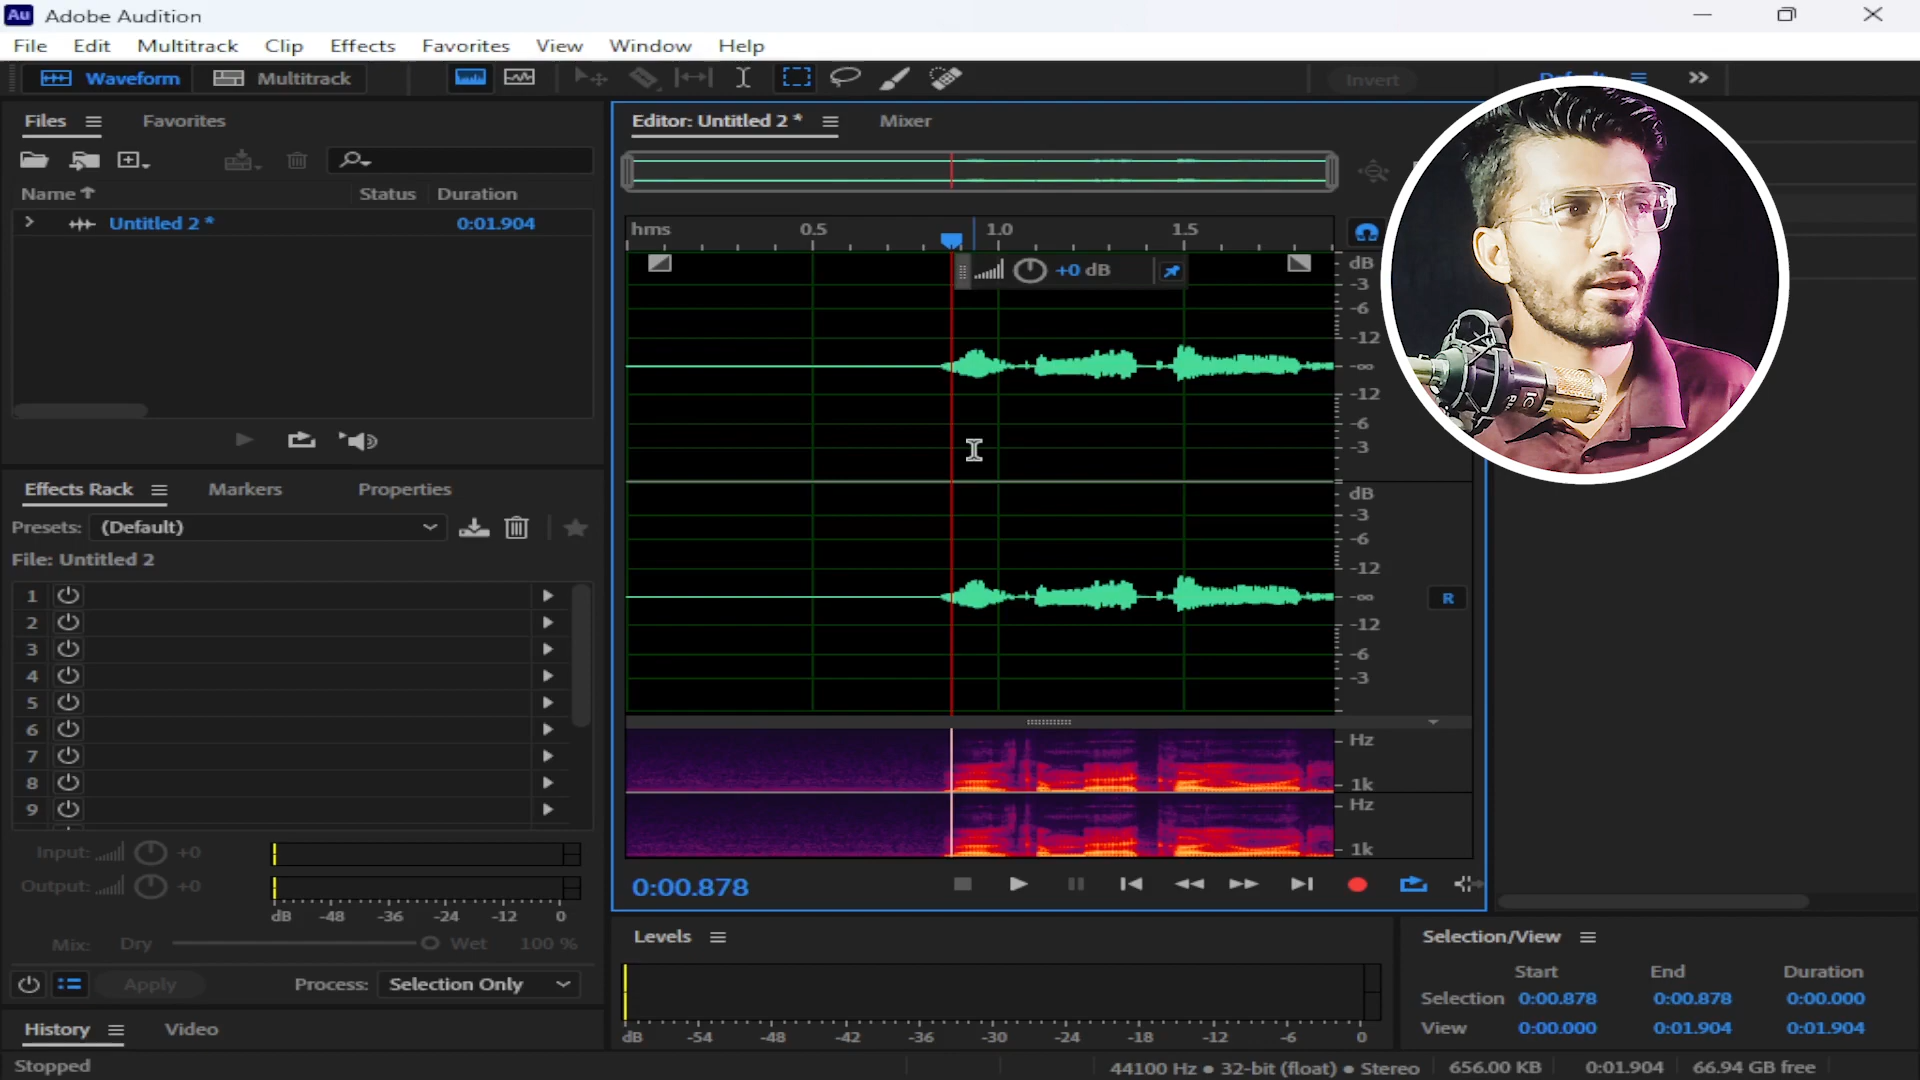 Au Adobe Audition
File Edit Multitrack Clip Effects Favorites View Window Help
Waveform Multitrack Invert
Files Favorites
Name Status Duration
Untitled 2 * 0:01.904
Effects Rack Markers Properties
Presets: (Default)
File: Untitled 2
1
2
3
4
5
6
7
8
9
Input: +0
Output: +0
dB -48 -36 -24 -12 0
Mix: Dry Wet 100 %
Apply Process: Selection Only
History Video
Stopped
Editor: Untitled 2 * Mixer
hms 0.5 1.0 1.5
+0 dB
dB
-3
-6
-12
-∞
-12
-6
-3
dB
-3
-6
-12
-∞
-12
-6
-3
R
Hz
1k
Hz
1k
0:00.878
Levels
dB -54 -48 -42 -36 -30 -24 -18 -12 -6 0
Selection/View
Start End Duration
Selection 0:00.878 0:00.878 0:00.000
View 0:00.000 0:01.904 0:01.904
44100 Hz ● 32-bit (float) ● Stereo 656.00 KB 0:01.904 66.94 GB free